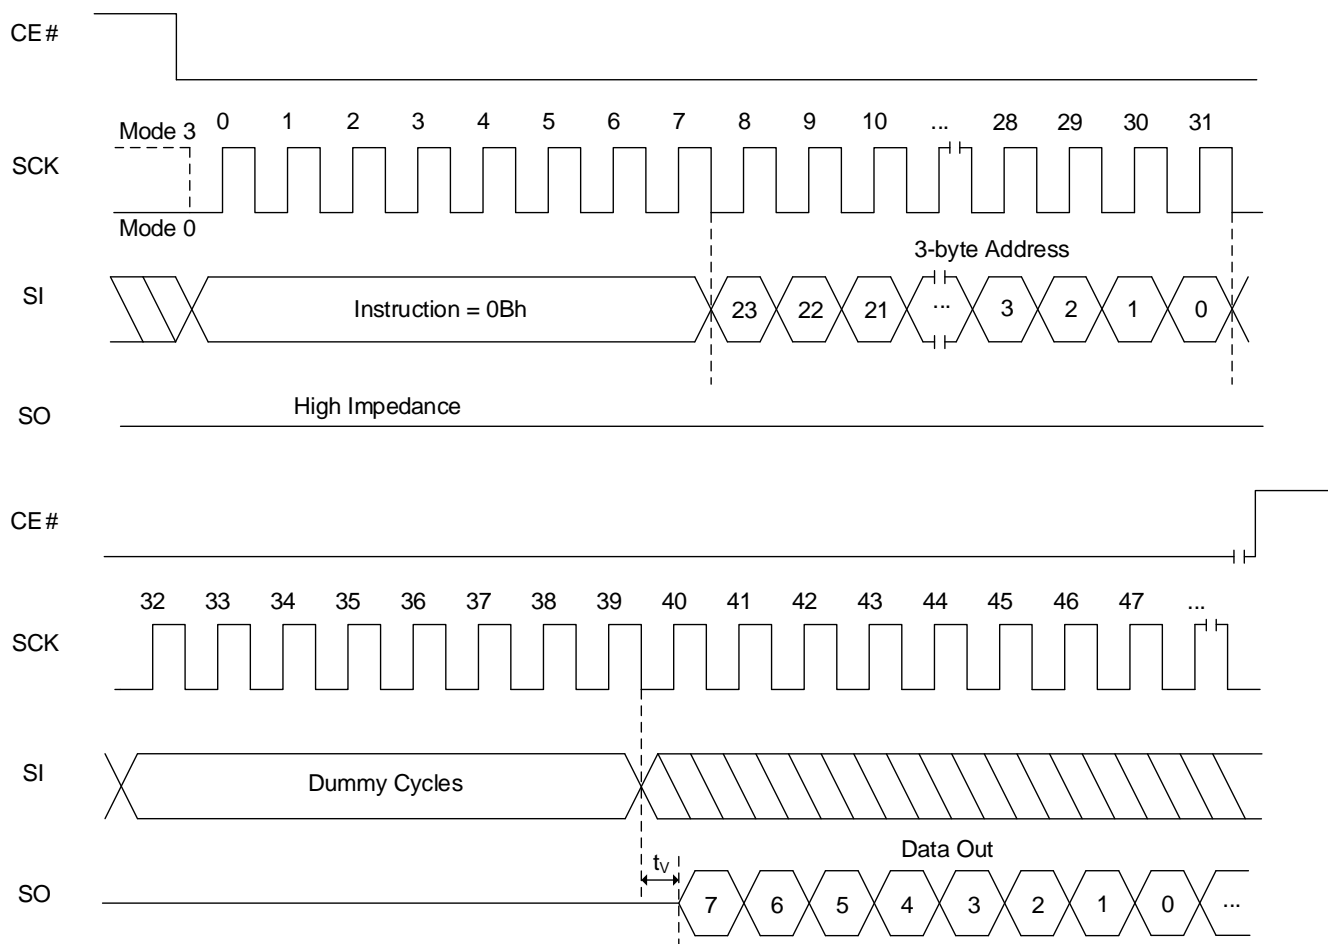 CE#
Mode 3 0 1 2 3 4 5 6 7 8 9 10 ... 28 29 30 31
SCK
Mode 0
3-byte Address
SI Instruction = 0Bh 23 22 21 ... 3 2 1 0
High Impedance
SO
CE#
32 33 34 35 36 37 38 39 40 41 42 43 44 45 46 47 ...
SCK
SI Dummy Cycles
Data Out
tV
SO 7 6 5 4 3 2 1 0 ...